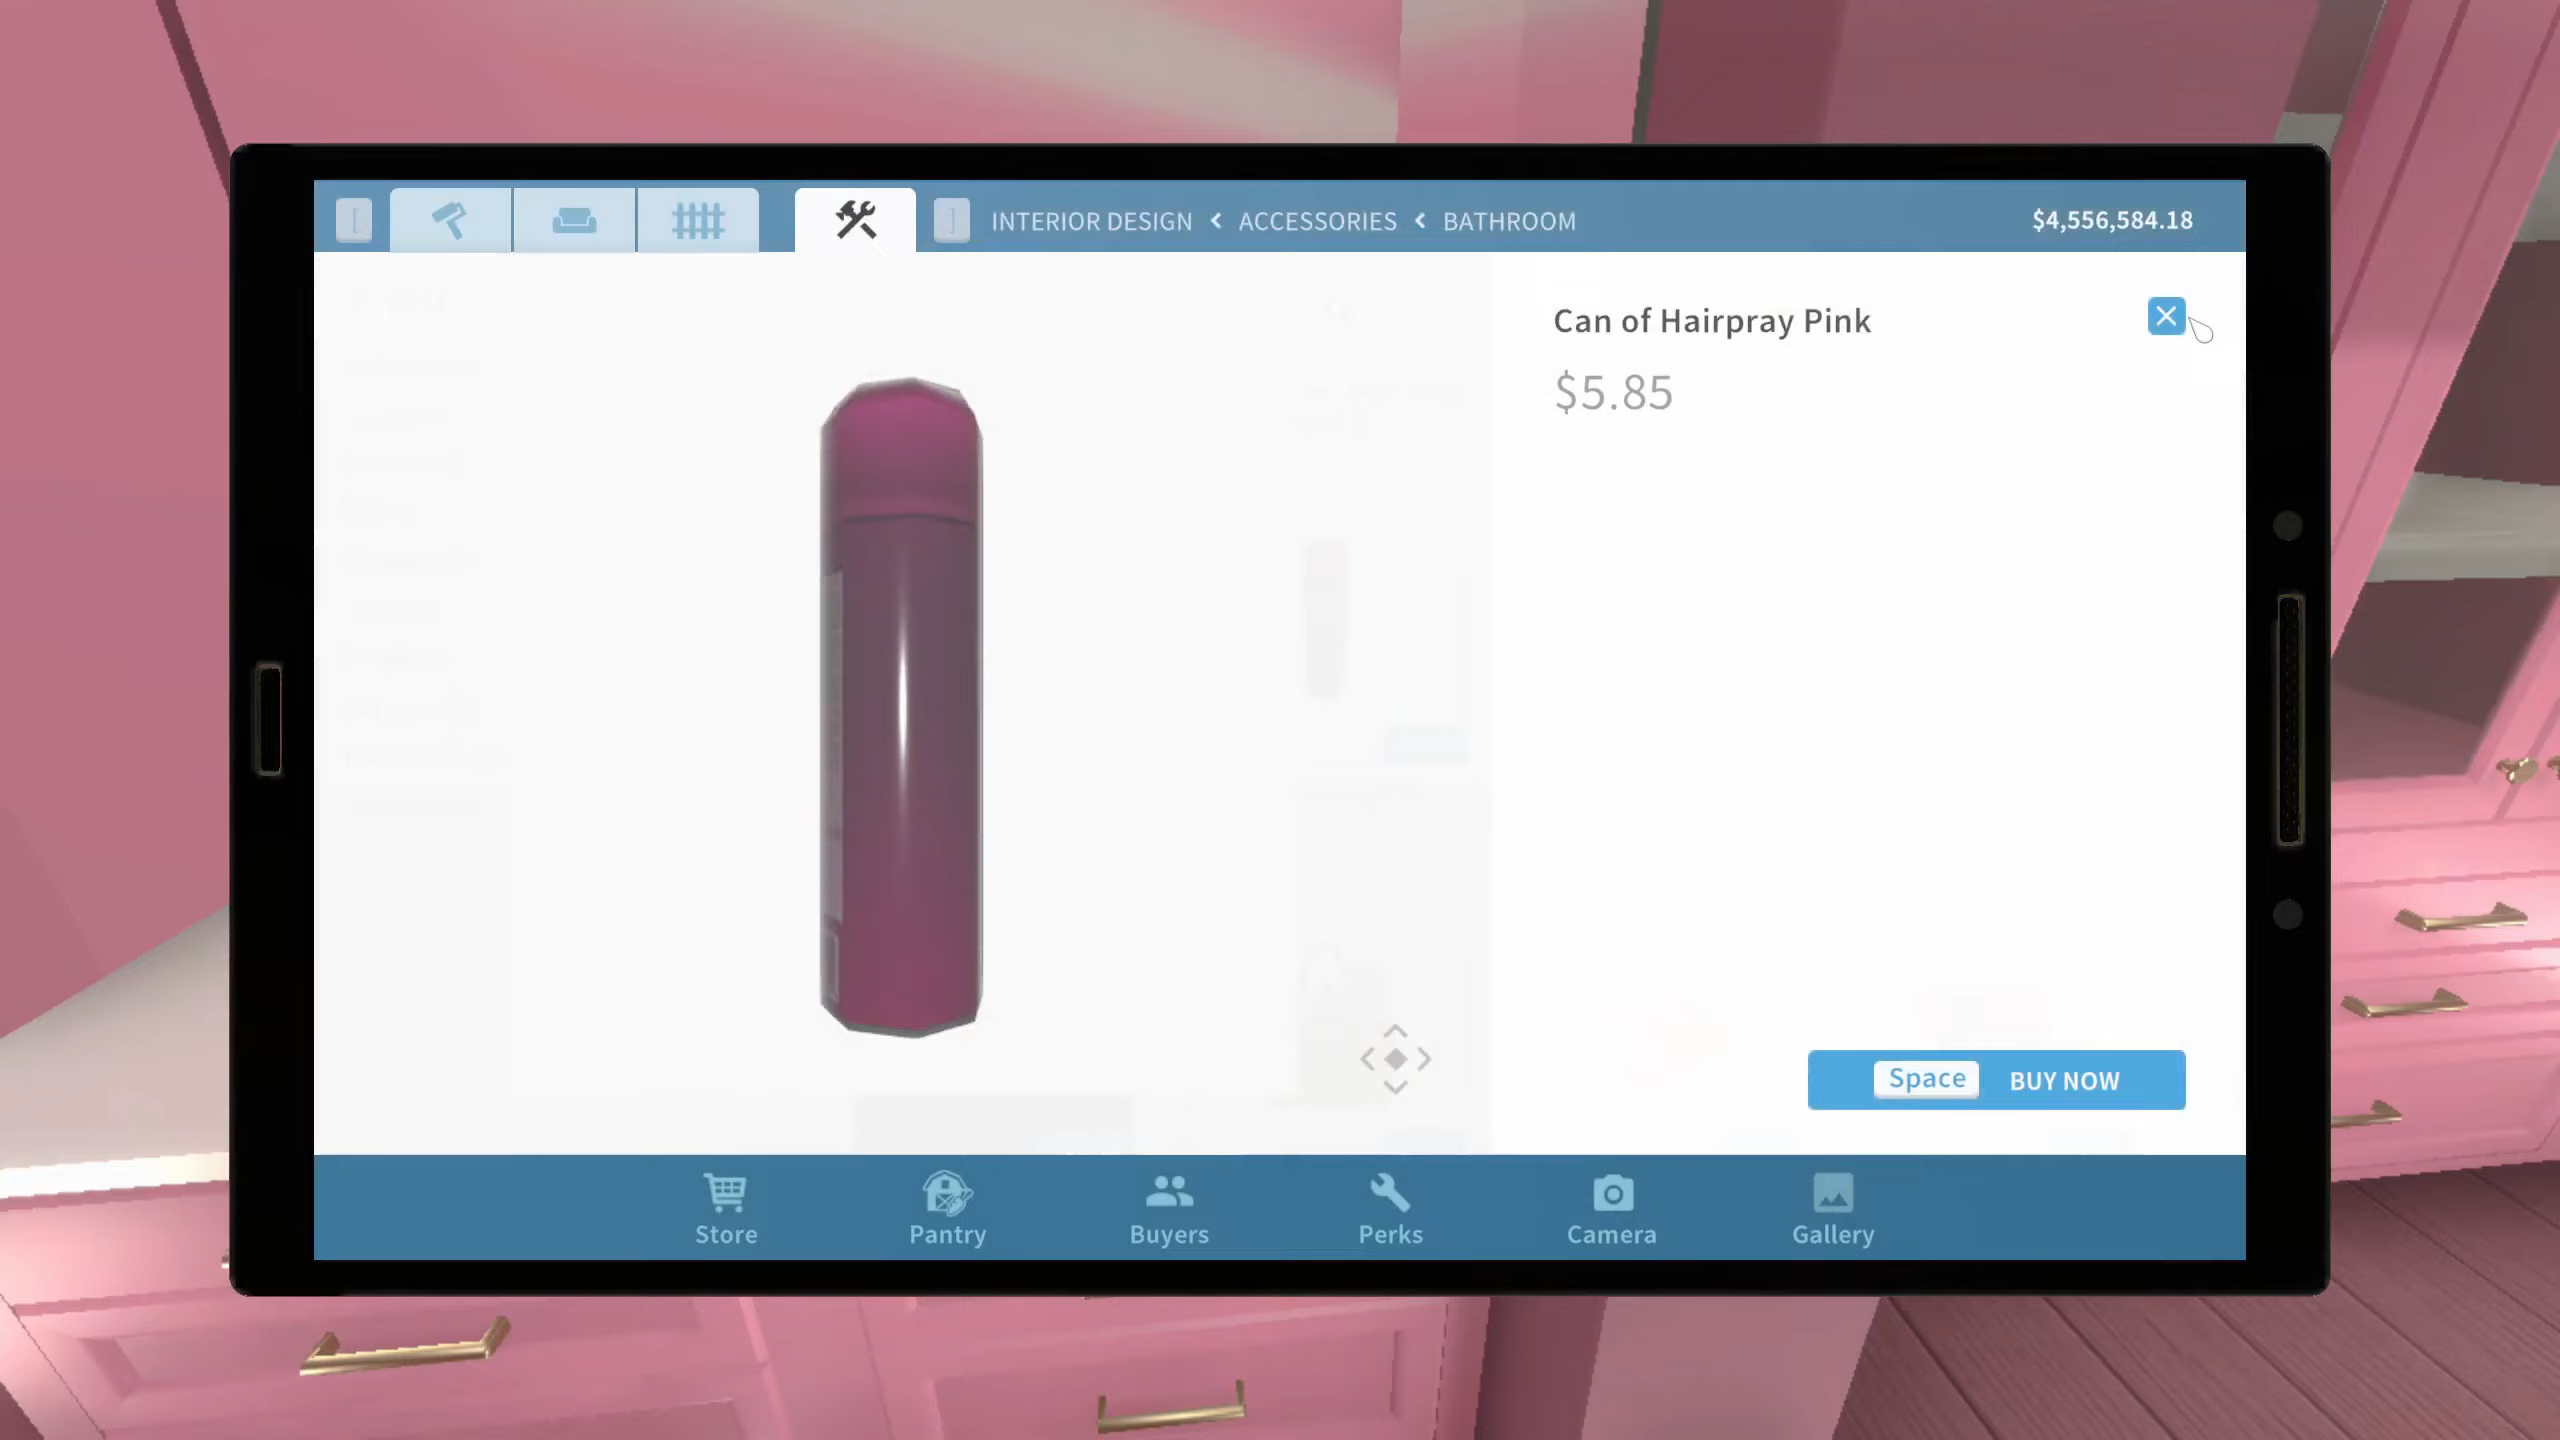 [
]
INTERIOR DESIGN < ACCESSORIES < BATHROOM
$4,556,584.18
Can of Hairpray Pink
$5.85
Space BUY NOW
Store
Pantry
Buyers
Perks
Camera
Gallery